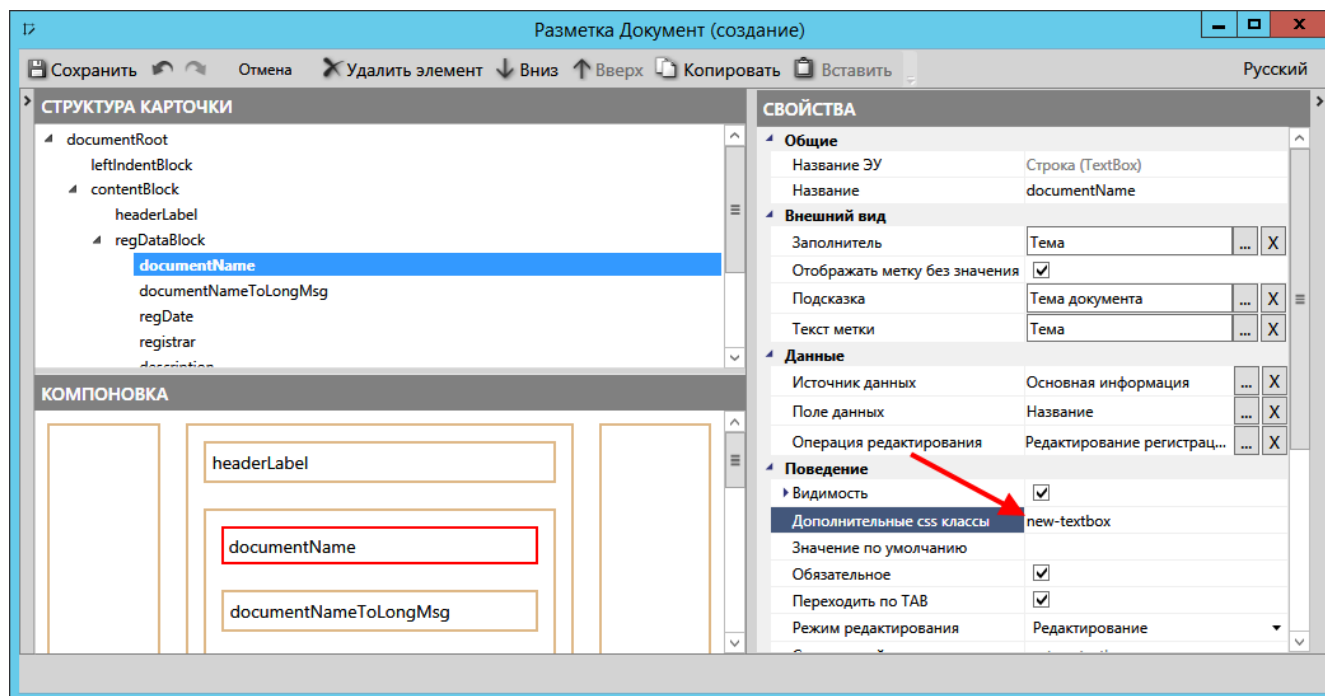 Разметка Документ (создание)
Сохранить Отмена Удалить элемент Вниз Вверх Копировать Вставить Русский
СТРУКТУРА КАРТОЧКИ
documentRoot
leftIndentBlock
contentBlock
headerLabel
regDataBlock
documentName
documentNameToLongMsg
regDate
registrar
description
КОМПОНОВКА
headerLabel
documentName
documentNameToLongMsg
СВОЙСТВА
Общие
Название ЭУ Строка (TextBox)
Название documentName
Внешний вид
Заполнитель Тема ... X
Отображать метку без значения
Подсказка Тема документа ... X
Текст метки Тема ... X
Данные
Источник данных Основная информация ... X
Поле данных Название ... X
Операция редактирования Редактирование регистрац... ... X
Поведение
Видимость
Дополнительные css классы new-textbox
Значение по умолчанию
Обязательное
Переходить по TAB
Режим редактирования Редактирование